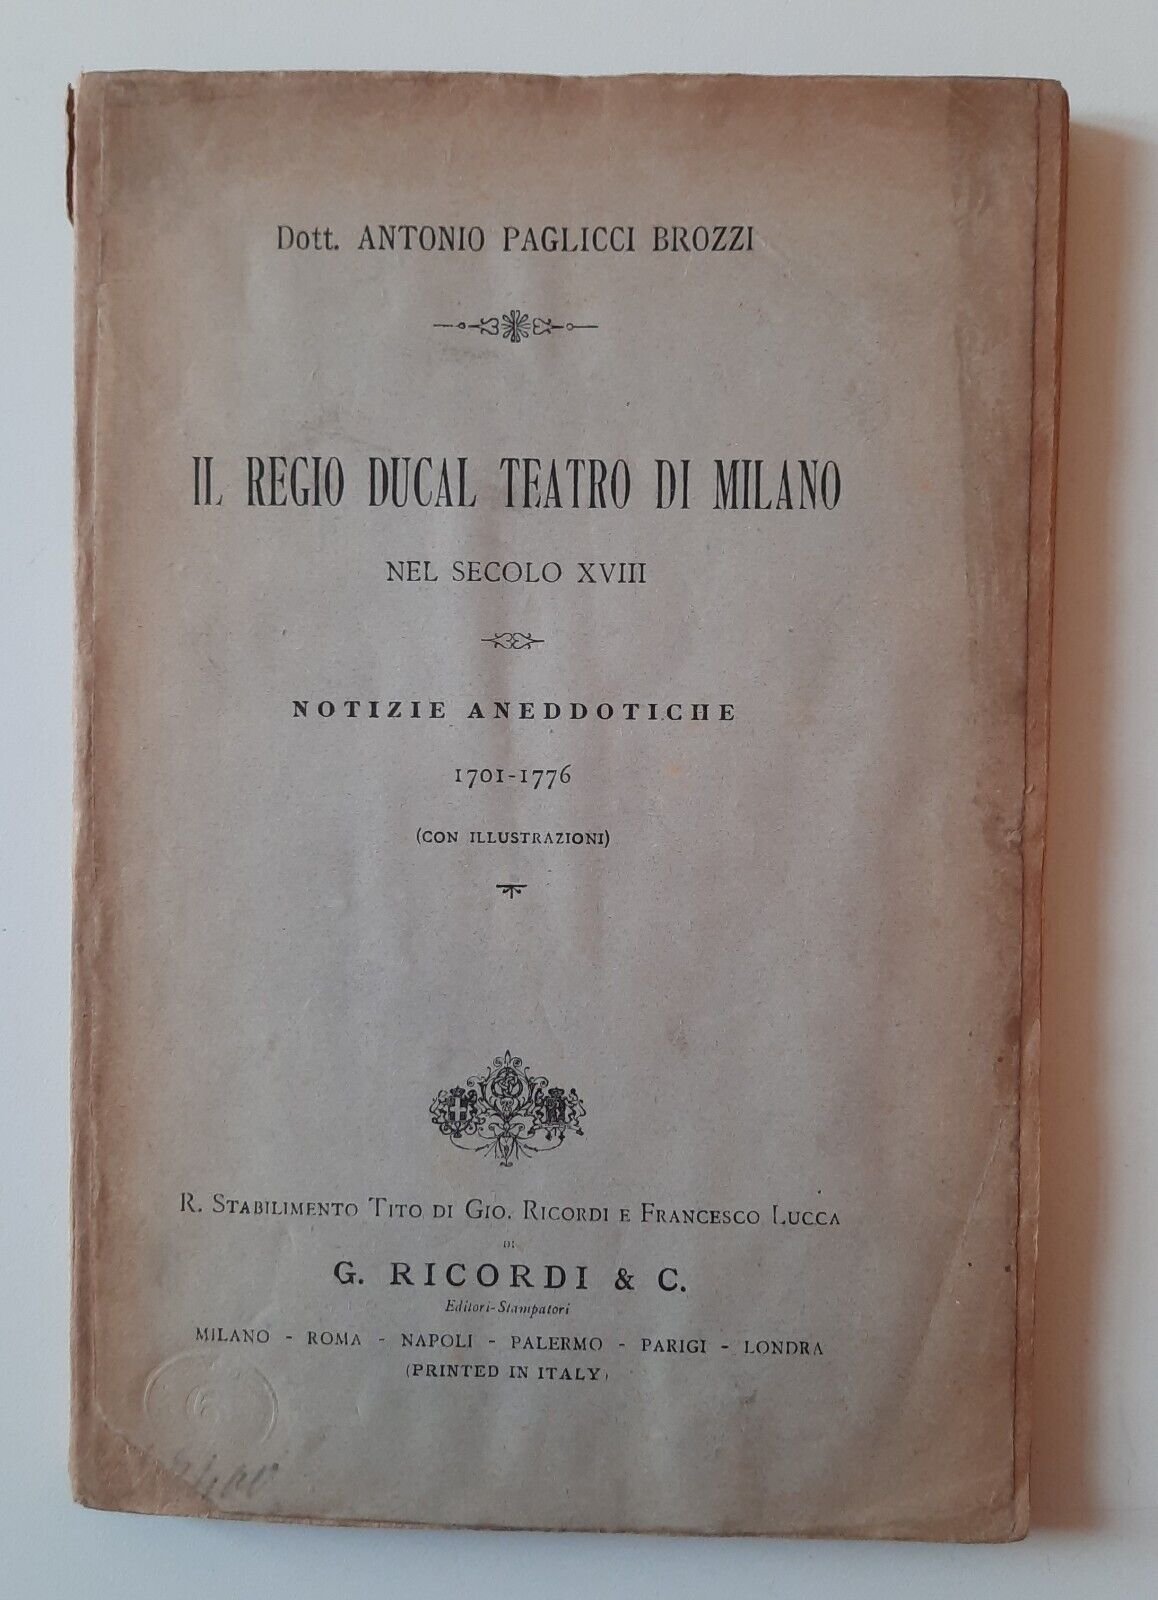 Dott. ANTONIO PAGLICCI BROZZI
IL REGIO DUCAL TEATRO DI MILANO
NEL SECOLO XVIII
NOTIZIE ANEDDOTICHE
1701-1776
(CON ILLUSTRAZIONI)
R. STABILIMENTO TITO DI GIO. RICORDI E FRANCESCO LUCCA
DI
G. RICORDI & C.
Editori-Stampatori
MILANO - ROMA - NAPOLI - PALERMO - PARIGI - LONDRA
(PRINTED IN ITALY)